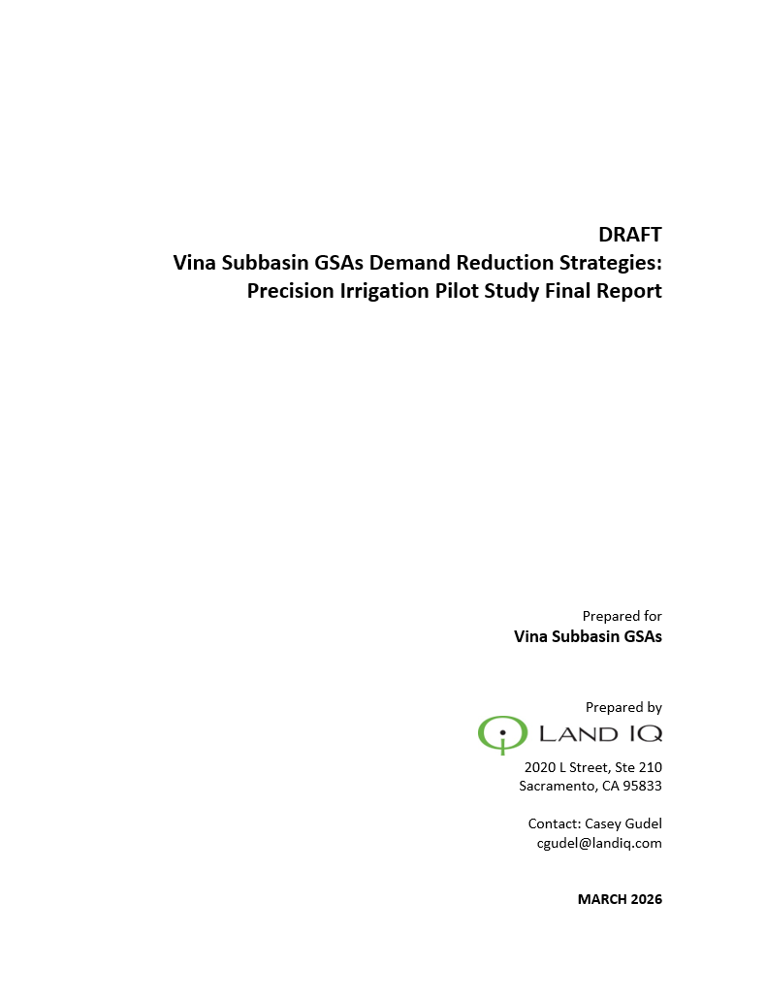 DRAFT
Vina Subbasin GSAs Demand Reduction Strategies:
Precision Irrigation Pilot Study Final Report
Prepared for
Vina Subbasin GSAs
Prepared by
LAND IQ
2020 L Street, Ste 210
Sacramento, CA 95833
Contact: Casey Gudel
cgudel@landiq.com
MARCH 2026